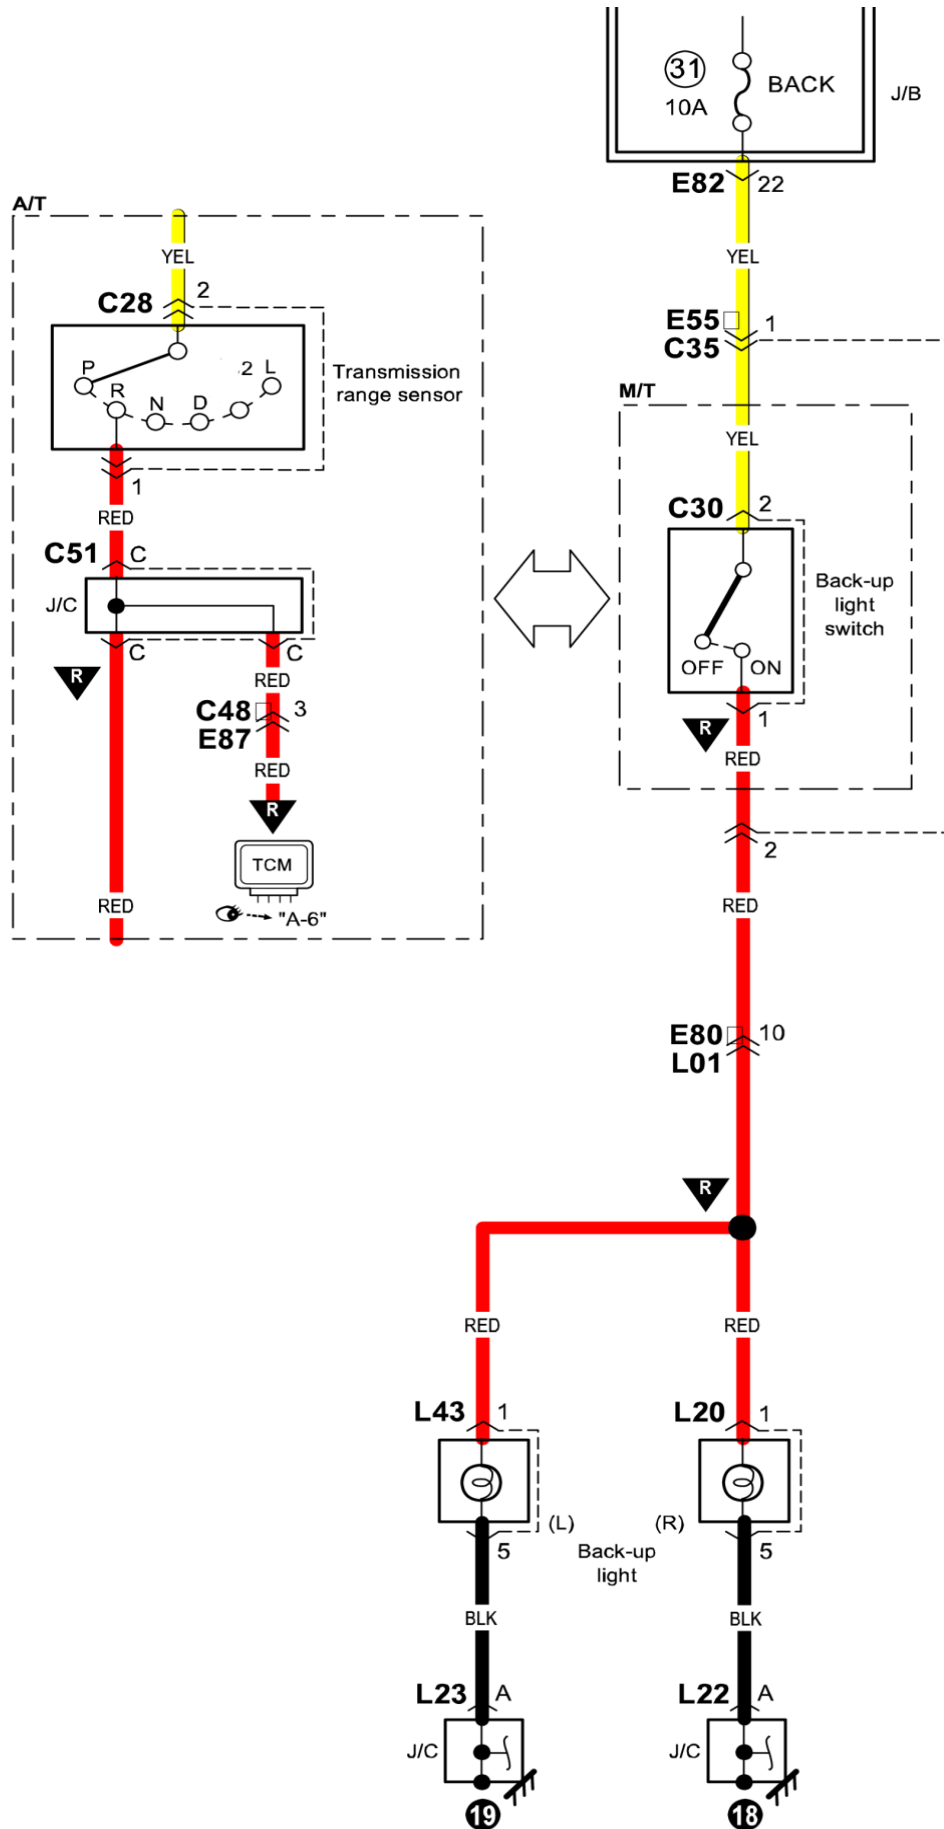 31
10A
BACK
J/B
E82
22
A/T
YEL
YEL
C28
2
E55
1
C35
P
R
N
D
2
L
Transmission
range sensor
M/T
YEL
1
C30
2
RED
C51
C
J/C
Back-up
light
switch
C
C
OFF
ON
R
RED
C48
3
E87
1
R
RED
RED
R
TCM
2
"A-6"
RED
RED
E80
10
L01
R
RED
RED
L43
1
L20
1
(L)
(R)
5
5
Back-up
light
BLK
BLK
L23
A
L22
A
J/C
J/C
19
18